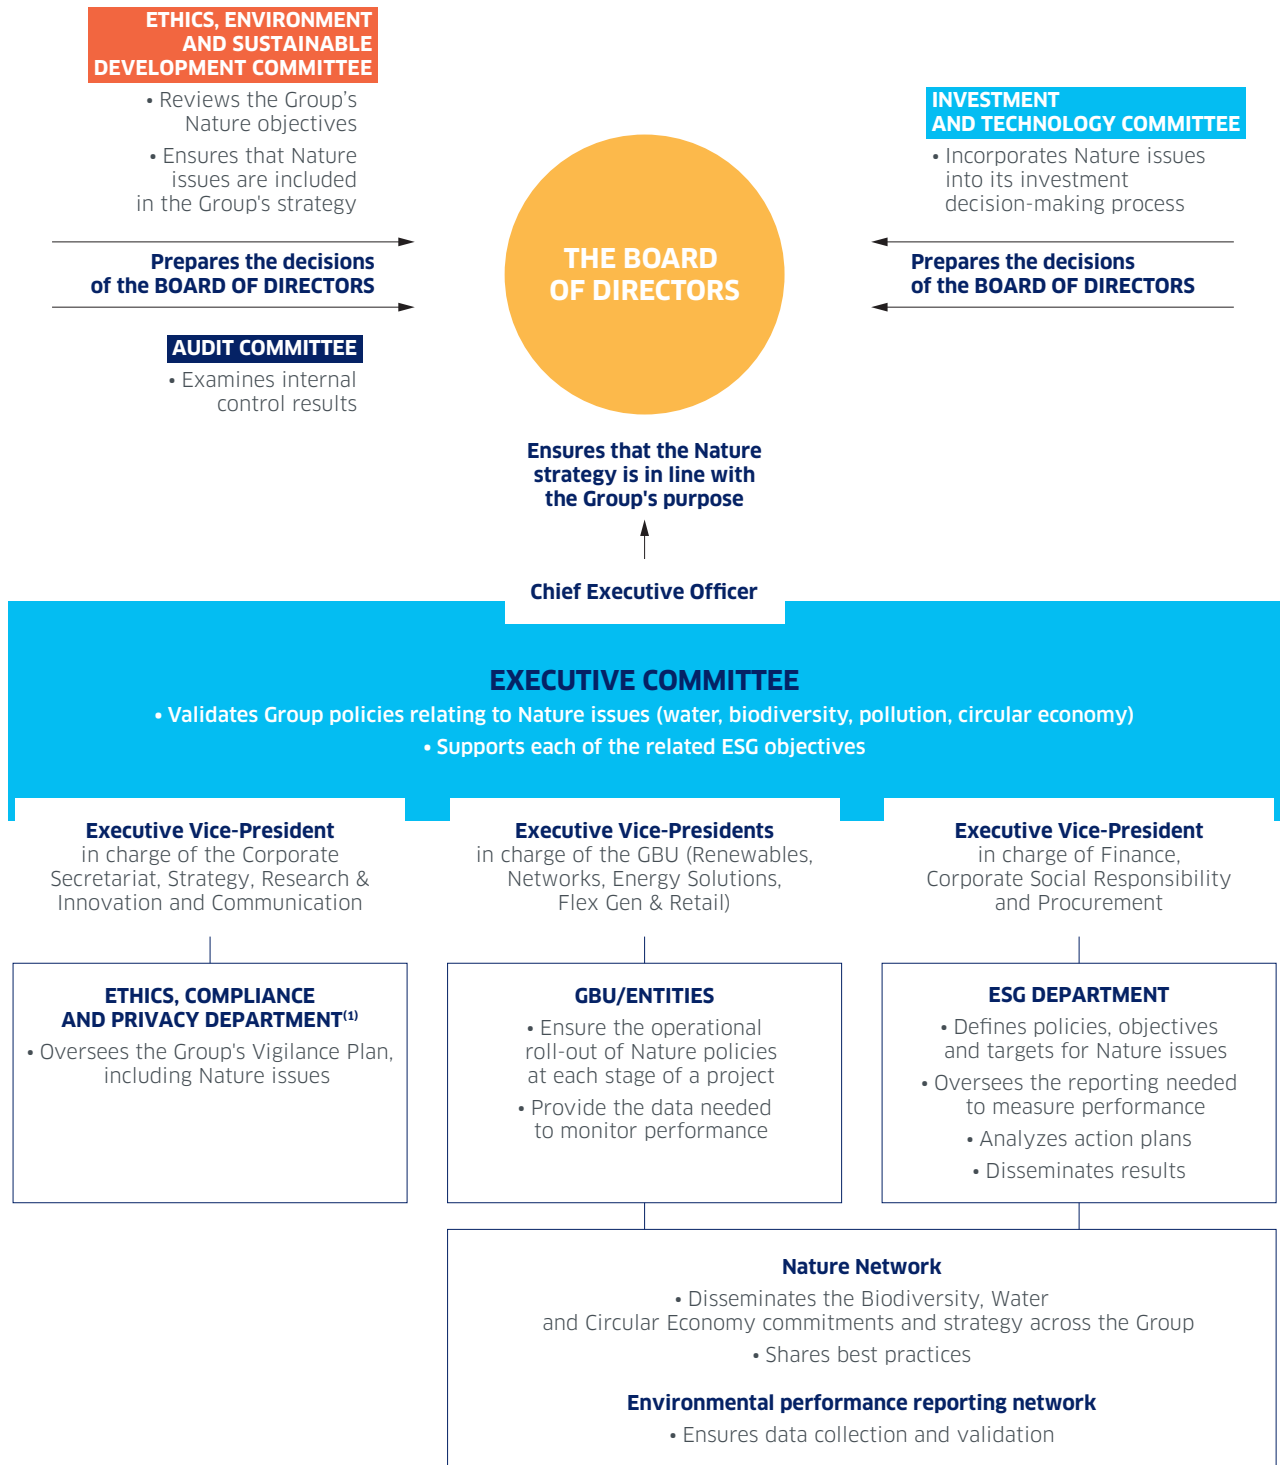 ETHICS, ENVIRONMENT
AND SUSTAINABLE
DEVELOPMENT COMMITTEE
• Reviews the Group's
Nature objectives
• Ensures that Nature
issues are included
in the Group's strategy
Prepares the decisions
of the BOARD OF DIRECTORS
AUDIT COMMITTEE
• Examines internal
control results
THE BOARD
OF DIRECTORS
INVESTMENT
AND TECHNOLOGY COMMITTEE
• Incorporates Nature issues
into its investment
decision-making process
Prepares the decisions
of the BOARD OF DIRECTORS
Ensures that the Nature
strategy is in line with
the Group's purpose
Chief Executive Officer
EXECUTIVE COMMITTEE
• Validates Group policies relating to Nature issues (water, biodiversity, pollution, circular economy)
• Supports each of the related ESG objectives
Executive Vice-President
in charge of the Corporate
Secretariat, Strategy, Research &
Innovation and Communication
ETHICS, COMPLIANCE
AND PRIVACY DEPARTMENT(1)
• Oversees the Group's Vigilance Plan,
including Nature issues
Executive Vice-Presidents
in charge of the GBU (Renewables,
Networks, Energy Solutions,
Flex Gen & Retail)
GBU/ENTITIES
• Ensure the operational
roll-out of Nature policies
at each stage of a project
• Provide the data needed
to monitor performance
Executive Vice-President
in charge of Finance,
Corporate Social Responsibility
and Procurement
ESG DEPARTMENT
• Defines policies, objectives
and targets for Nature issues
• Oversees the reporting needed
to measure performance
• Analyzes action plans
• Disseminates results
Nature Network
• Disseminates the Biodiversity, Water
and Circular Economy commitments and strategy across the Group
• Shares best practices
Environmental performance reporting network
• Ensures data collection and validation